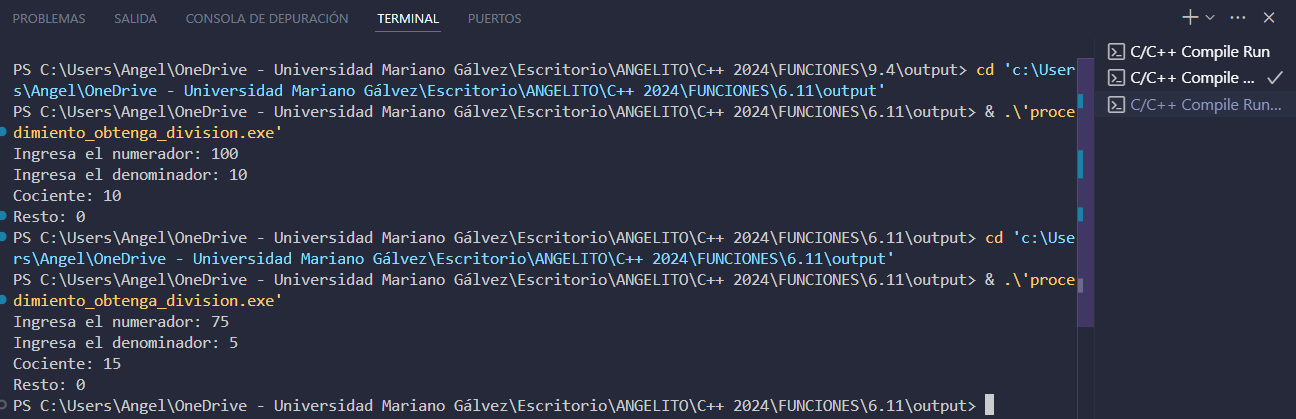 PROBLEMAS SALIDA CONSOLA DE DEPURACIÓN TERMINAL PUERTOS
PS C:\Users\Angel\OneDrive - Universidad Mariano Gálvez\Escritorio\ANGELITO\C++ 2024\FUNCIONES\9.4\output> cd 'c:\User
s\Angel\OneDrive - Universidad Mariano Gálvez\Escritorio\ANGELITO\C++ 2024\FUNCIONES\6.11\output'
PS C:\Users\Angel\OneDrive - Universidad Mariano Gálvez\Escritorio\ANGELITO\C++ 2024\FUNCIONES\6.11\output> & .\'proce
dimiento_obtenga_division.exe'
Ingresa el numerador: 100
Ingresa el denominador: 10
Cociente: 10
Resto: 0
PS C:\Users\Angel\OneDrive - Universidad Mariano Gálvez\Escritorio\ANGELITO\C++ 2024\FUNCIONES\6.11\output> cd 'c:\Use
rs\Angel\OneDrive - Universidad Mariano Gálvez\Escritorio\ANGELITO\C++ 2024\FUNCIONES\6.11\output'
PS C:\Users\Angel\OneDrive - Universidad Mariano Gálvez\Escritorio\ANGELITO\C++ 2024\FUNCIONES\6.11\output> & .\'proce
dimiento_obtenga_division.exe'
Ingresa el numerador: 75
Ingresa el denominador: 5
Cociente: 15
Resto: 0
PS C:\Users\Angel\OneDrive - Universidad Mariano Gálvez\Escritorio\ANGELITO\C++ 2024\FUNCIONES\6.11\output>
C/C++ Compile Run
C/C++ Compile ...
C/C++ Compile Run...